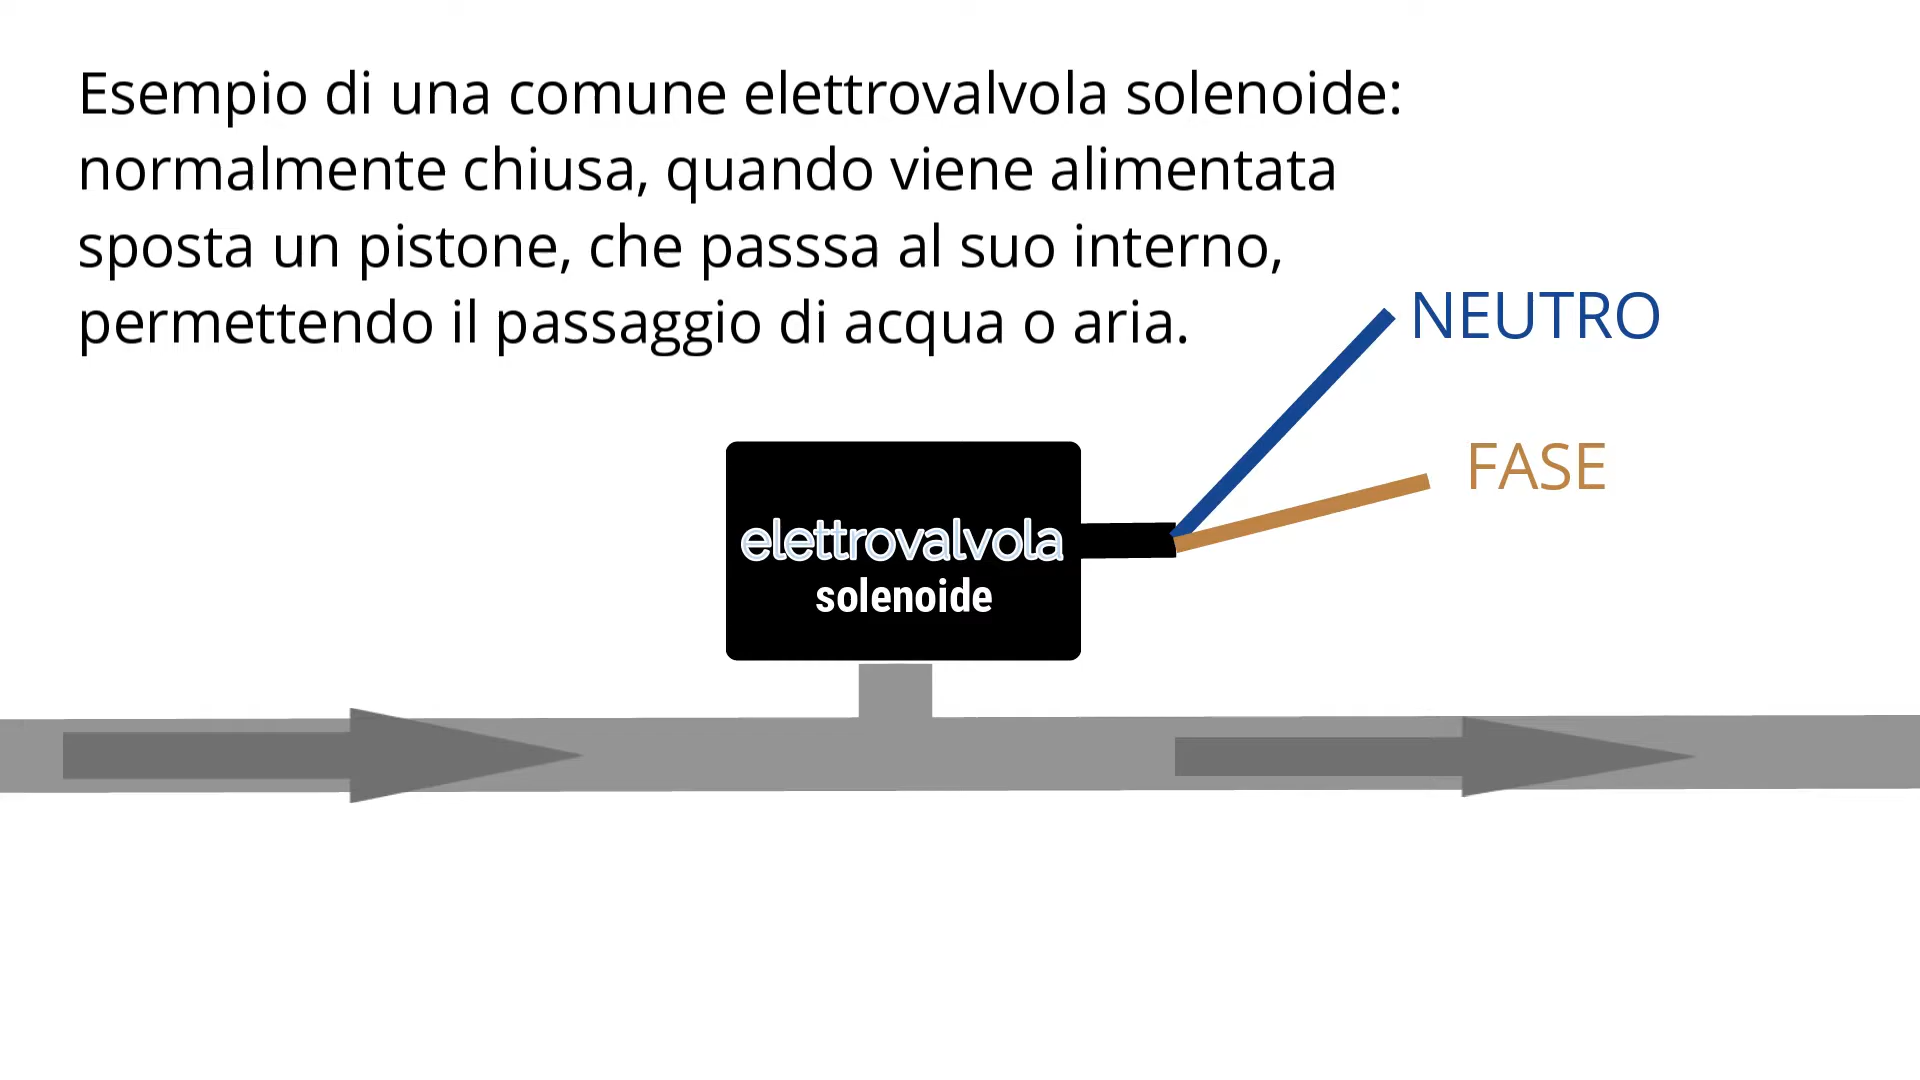 Esempio di una comune elettrovalvola solenoide:
normalmente chiusa, quando viene alimentata
sposta un pistone, che passsa al suo interno,
permettendo il passaggio di acqua o aria.
NEUTRO
FASE
elettrovalvola
solenoide